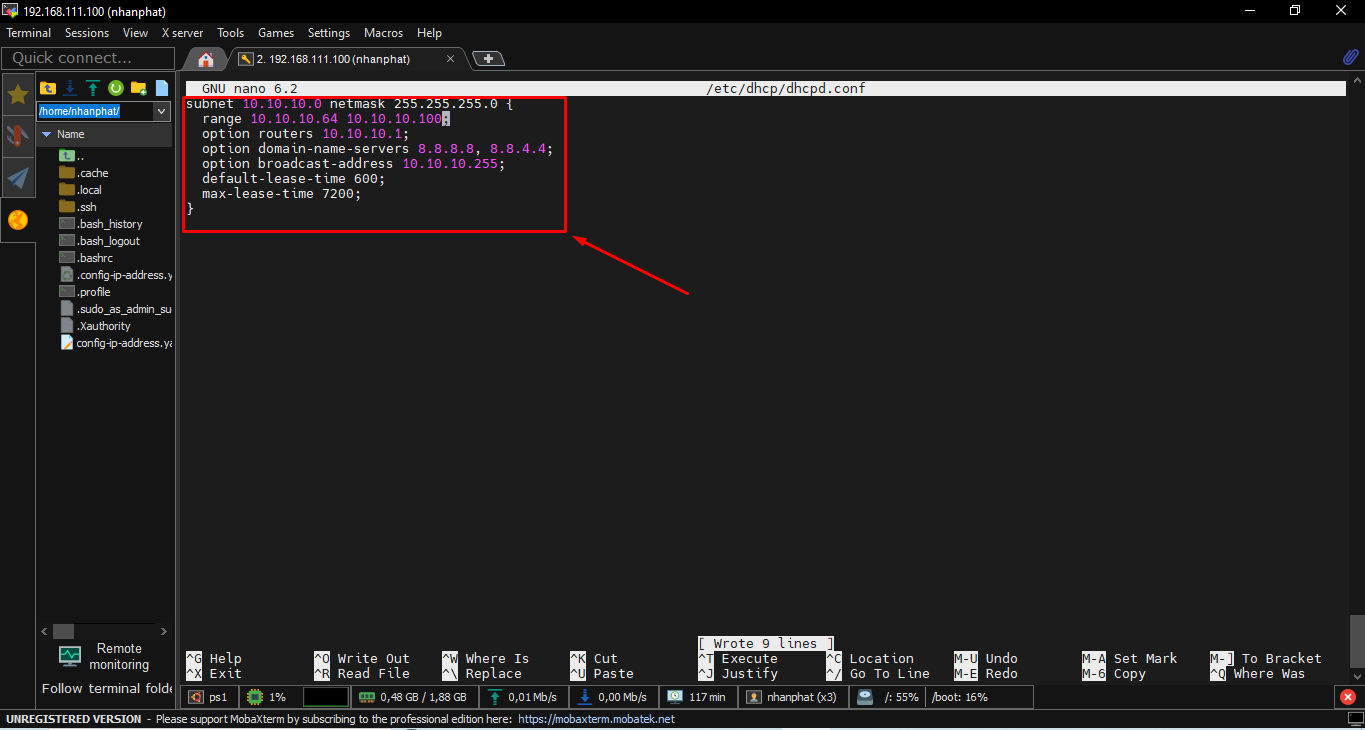 192.168.111.100 (nhanphat)
Terminal Sessions View X server Tools Games Settings Macros Help
Quick connect...
2. 192.168.111.100 (nhanphat)
/home/nhanphat/
Name
..
.cache
.local
.ssh
.bash_history
.bash_logout
.bashrc
.config-ip-address.y
.profile
.sudo_as_admin_su
.Xauthority
config-ip-address.ya
Remote
monitoring
Follow terminal folde
GNU nano 6.2 /etc/dhcp/dhcpd.conf
subnet 10.10.10.0 netmask 255.255.255.0 {
range 10.10.10.64 10.10.10.100;
option routers 10.10.10.1;
option domain-name-servers 8.8.8.8, 8.8.4.4;
option broadcast-address 10.10.10.255;
default-lease-time 600;
max-lease-time 7200;
}
[ Wrote 9 lines ]
^G Help ^O Write Out ^W Where Is ^K Cut ^T Execute ^C Location M-U Undo M-A Set Mark M-] To Bracket
^X Exit ^R Read File ^\ Replace ^U Paste ^J Justify ^/ Go To Line M-E Redo M-6 Copy ^Q Where Was
ps1 1% 0,48 GB / 1,88 GB 0,01 Mb/s 0,00 Mb/s 117 min nhanphat (x3) /: 55% /boot: 16%
UNREGISTERED VERSION - Please support MobaXterm by subscribing to the professional edition here: https://mobaxterm.mobatek.net